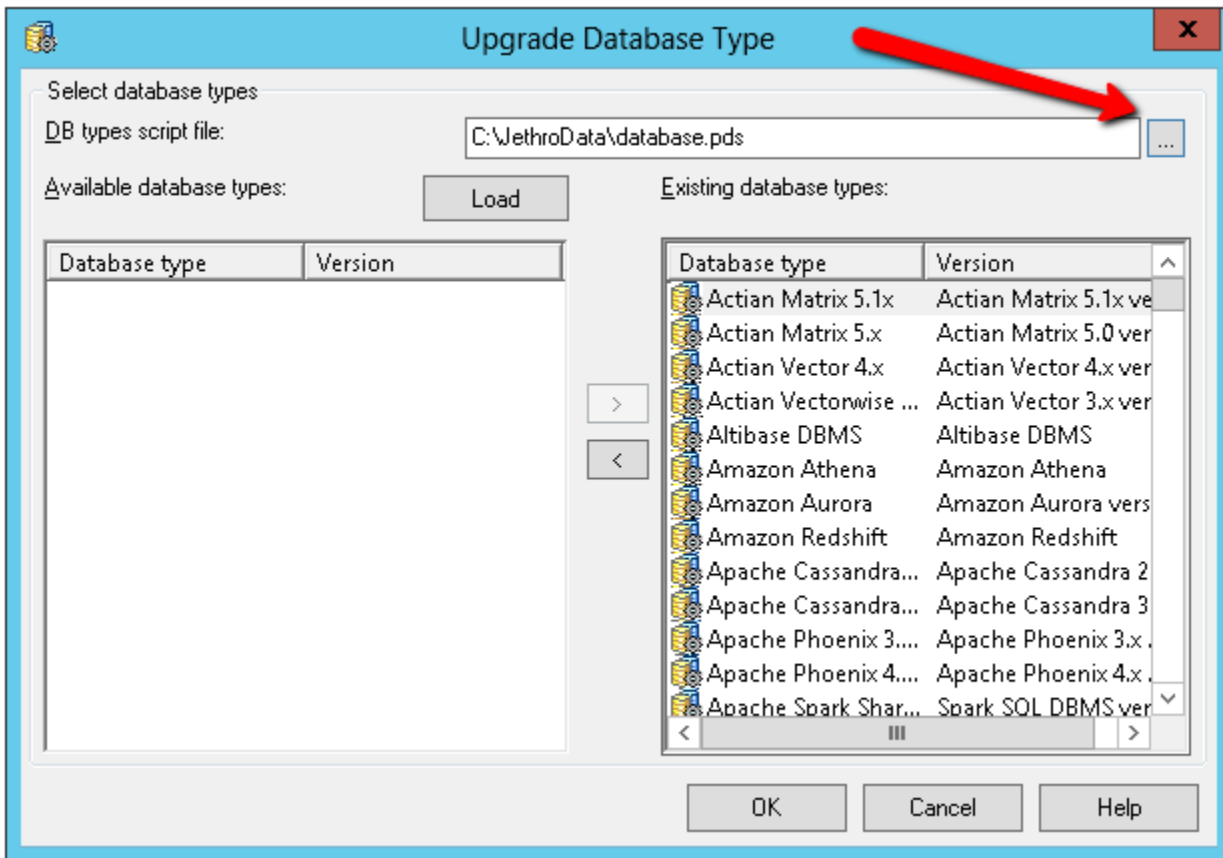 Upgrade Database Type
x
Select database types
DB types script file:
C:\JethroData\database.pds
...
Available database types:
Load
Existing database types:
Database type Version
Database type Version
Actian Matrix 5.1x Actian Matrix 5.1x ve
Actian Matrix 5.x Actian Matrix 5.0 ver
Actian Vector 4.x Actian Vector 4.x ver
>
Actian Vectorwise ... Actian Vector 3.x ver
Altibase DBMS Altibase DBMS
<
Amazon Athena Amazon Athena
Amazon Aurora Amazon Aurora vers
Amazon Redshift Amazon Redshift
Apache Cassandra... Apache Cassandra 2
Apache Cassandra... Apache Cassandra 3
Apache Phoenix 3.... Apache Phoenix 3.x .
Apache Phoenix 4.... Apache Phoenix 4.x .
Apache Spark Shar... Spark SQL DBMS ver
OK Cancel Help